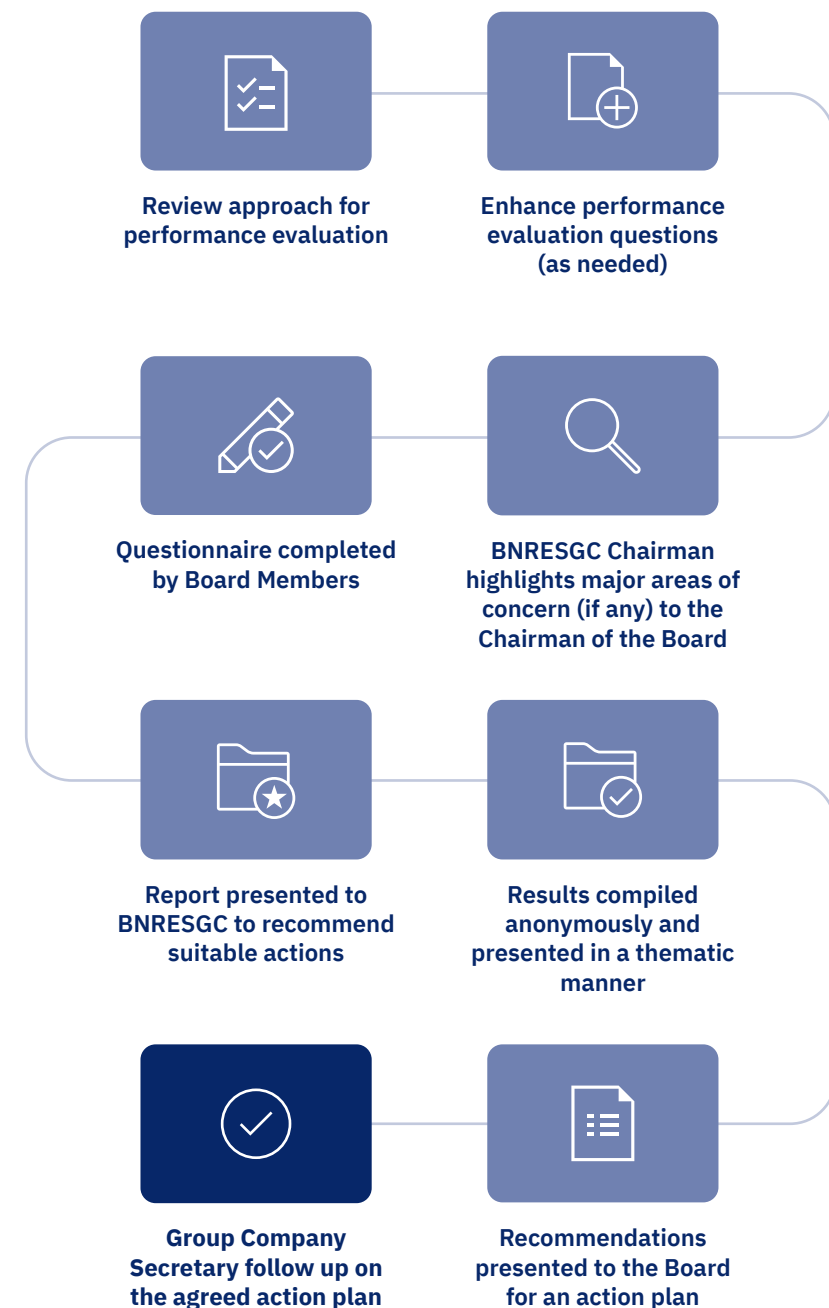 Review approach for
performance evaluation
Enhance performance
evaluation questions
(as needed)
Questionnaire completed
by Board Members
BNRESGC Chairman
highlights major areas of
concern (if any) to the
Chairman of the Board
Report presented to
BNRESGC to recommend
suitable actions
Results compiled
anonymously and
presented in a thematic
manner
Group Company
Secretary follow up on
the agreed action plan
Recommendations
presented to the Board
for an action plan